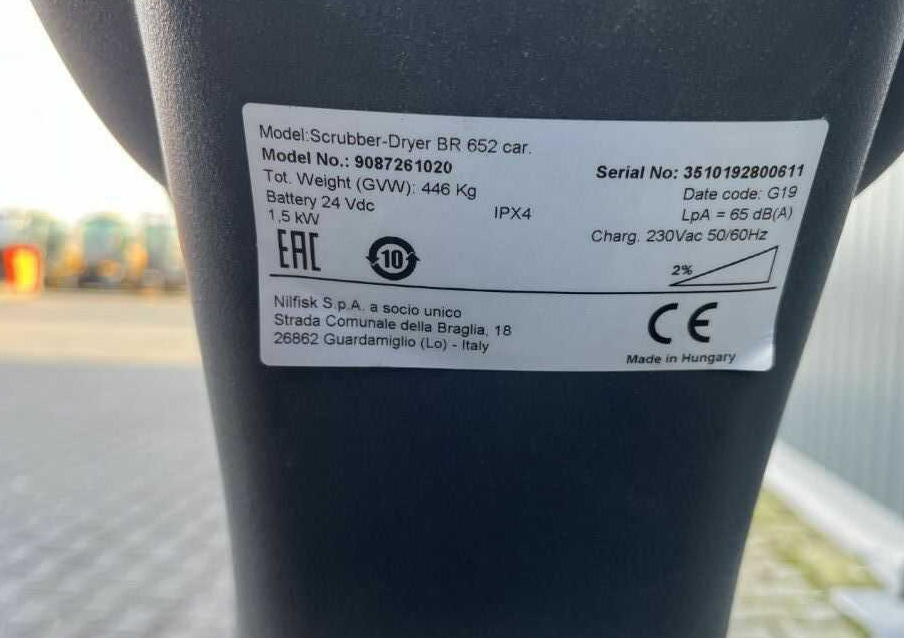 Model:Scrubber-Dryer BR 652 car.
Model No.: 9087261020
Serial No: 3510192800611
Tot. Weight (GVW): 446 Kg
Date code: G19
Battery 24 Vdc
IPX4
LpA = 65 dB(A)
1,5 kW
Charg. 230Vac 50/60Hz
EAC
10
2%
Nilfisk S.p.A. a socio unico
Strada Comunale della Braglia, 18
26862 Guardamiglio (Lo) - Italy
CE
Made in Hungary